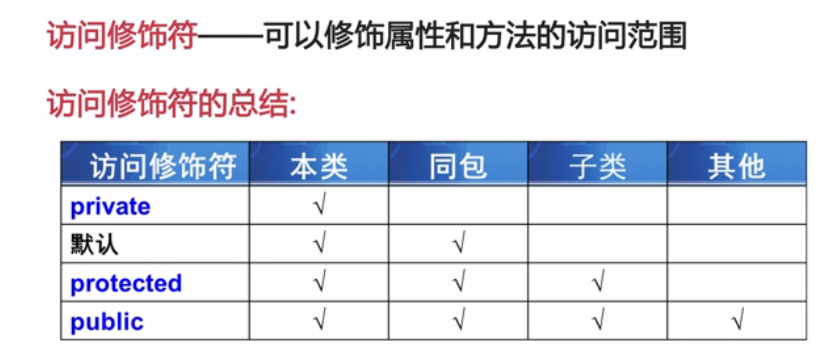 访问修饰符——可以修饰属性和方法的访问范围
访问修饰符的总结:
访问修饰符 本类 同包 子类 其他
private √
默认 √ √
protected √ √ √
public √ √ √ √